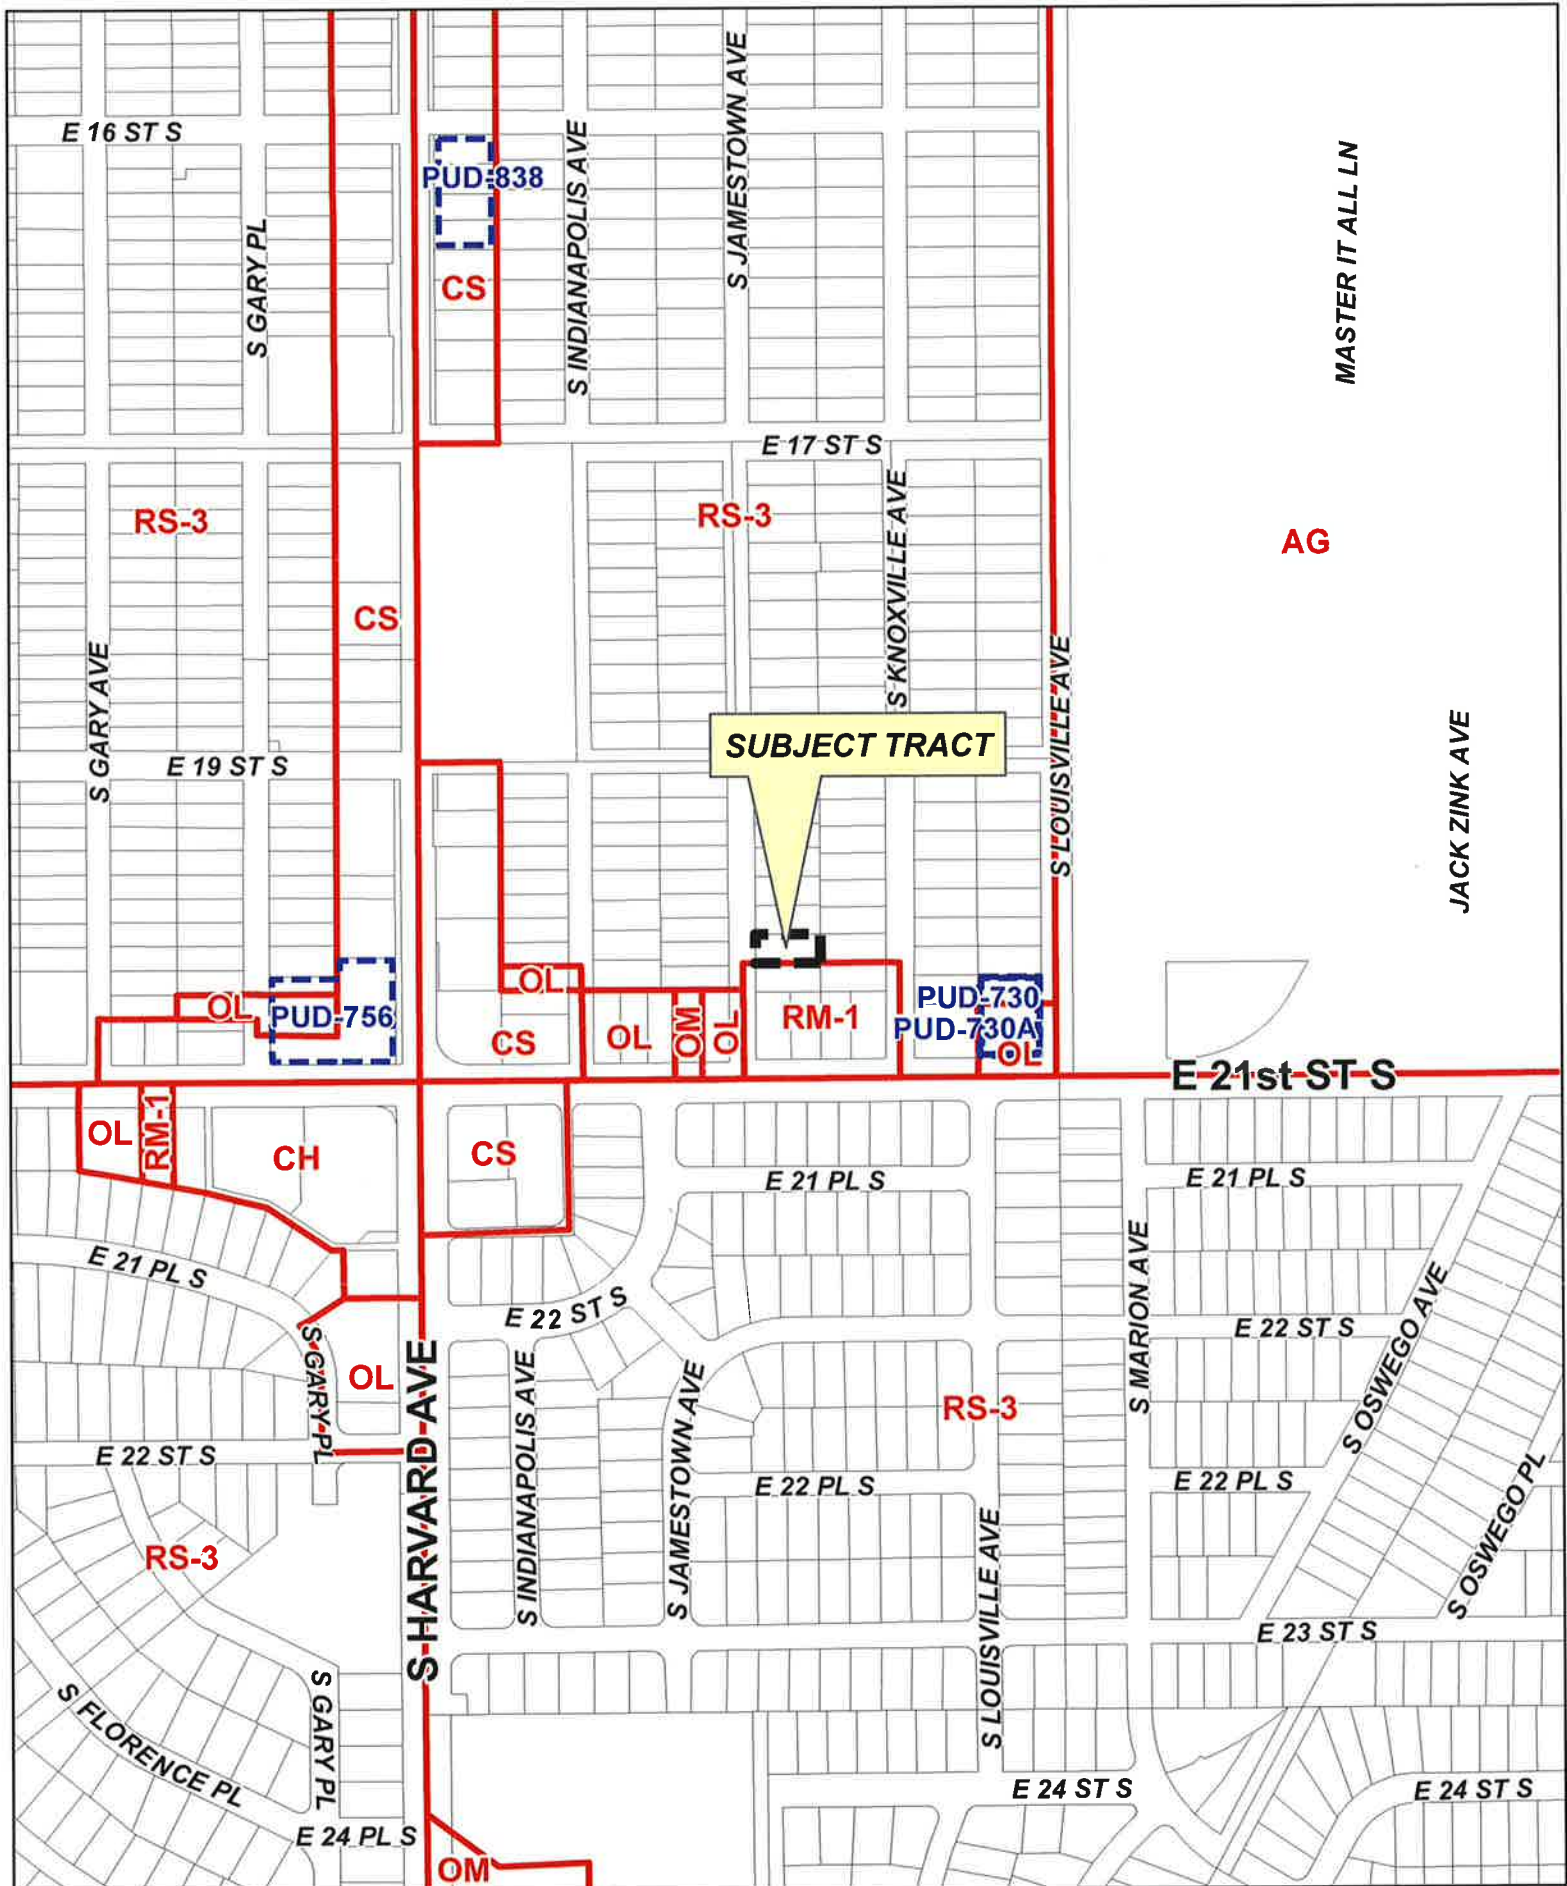 E 16 ST S
S GARY PL
PUD-838
CS
S INDIANAPOLIS AVE
S JAMESTOWN AVE
MASTER IT ALL LN
E 17 ST S
RS-3
RS-3
AG
S KNOXVILLE AVE
CS
S GARY AVE
E 19 ST S
SUBJECT TRACT
S LOUISVILLE AVE
JACK ZINK AVE
OL
PUD-756
OL
CS
OL
OM
OL
RM-1
PUD-730
PUD-730A
OL
E 21st ST S
OL
RM-1
CH
CS
E 21 PL S
E 21 PL S
E 21 PL S
S MARION AVE
E 22 ST S
E 22 ST S
S OSWEGO AVE
S GARY PL
OL
S HARVARD AVE
S INDIANAPOLIS AVE
S JAMESTOWN AVE
RS-3
E 22 ST S
E 22 PL S
E 22 PL S
S OSWEGO PL
RS-3
S LOUISVILLE AVE
E 23 ST S
S FLORENCE PL
S GARY PL
E 24 ST S
E 24 ST S
E 24 PL S
OM